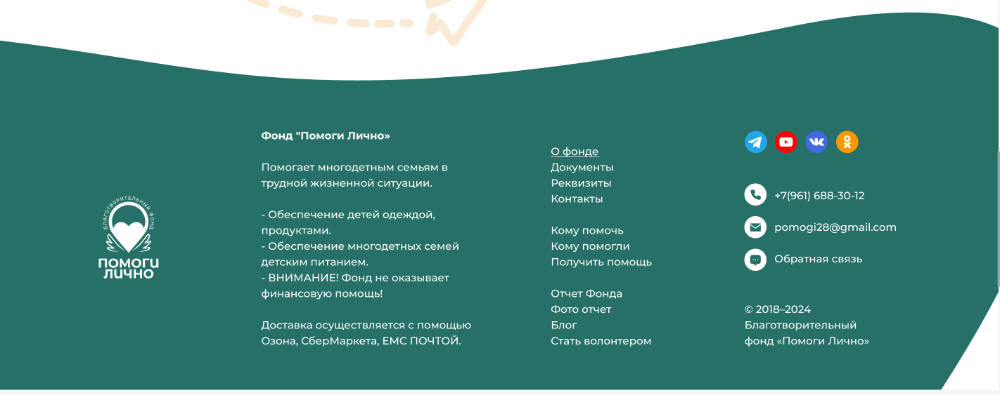 БЛАГОТВОРИТЕЛЬНЫЙ ФОНД
ПОМОГИ
ЛИЧНО
Фонд "Помоги Лично»
Помогает многодетным семьям в
трудной жизненной ситуации.
- Обеспечение детей одеждой,
продуктами.
- Обеспечение многодетных семей
детским питанием.
- ВНИМАНИЕ! Фонд не оказывает
финансовую помощь!
Доставка осуществляется с помощью
Озона, СберМаркета, ЕМС ПОЧТОЙ.
О фонде
Документы
Реквизиты
Контакты
Кому помочь
Кому помогли
Получить помощь
Отчет Фонда
Фото отчет
Блог
Стать волонтером
+7(961) 688-30-12
pomogi28@gmail.com
Обратная связь
© 2018–2024
Благотворительный
фонд «Помоги Лично»